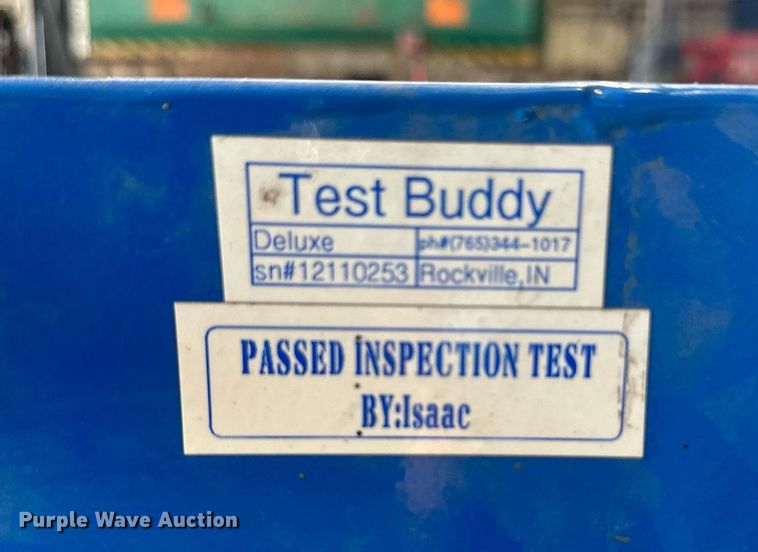 Test Buddy
Deluxe ph#(765)344-1017
sn#12110253 Rockville,IN
PASSED INSPECTION TEST
BY:Isaac
Purple Wave Auction